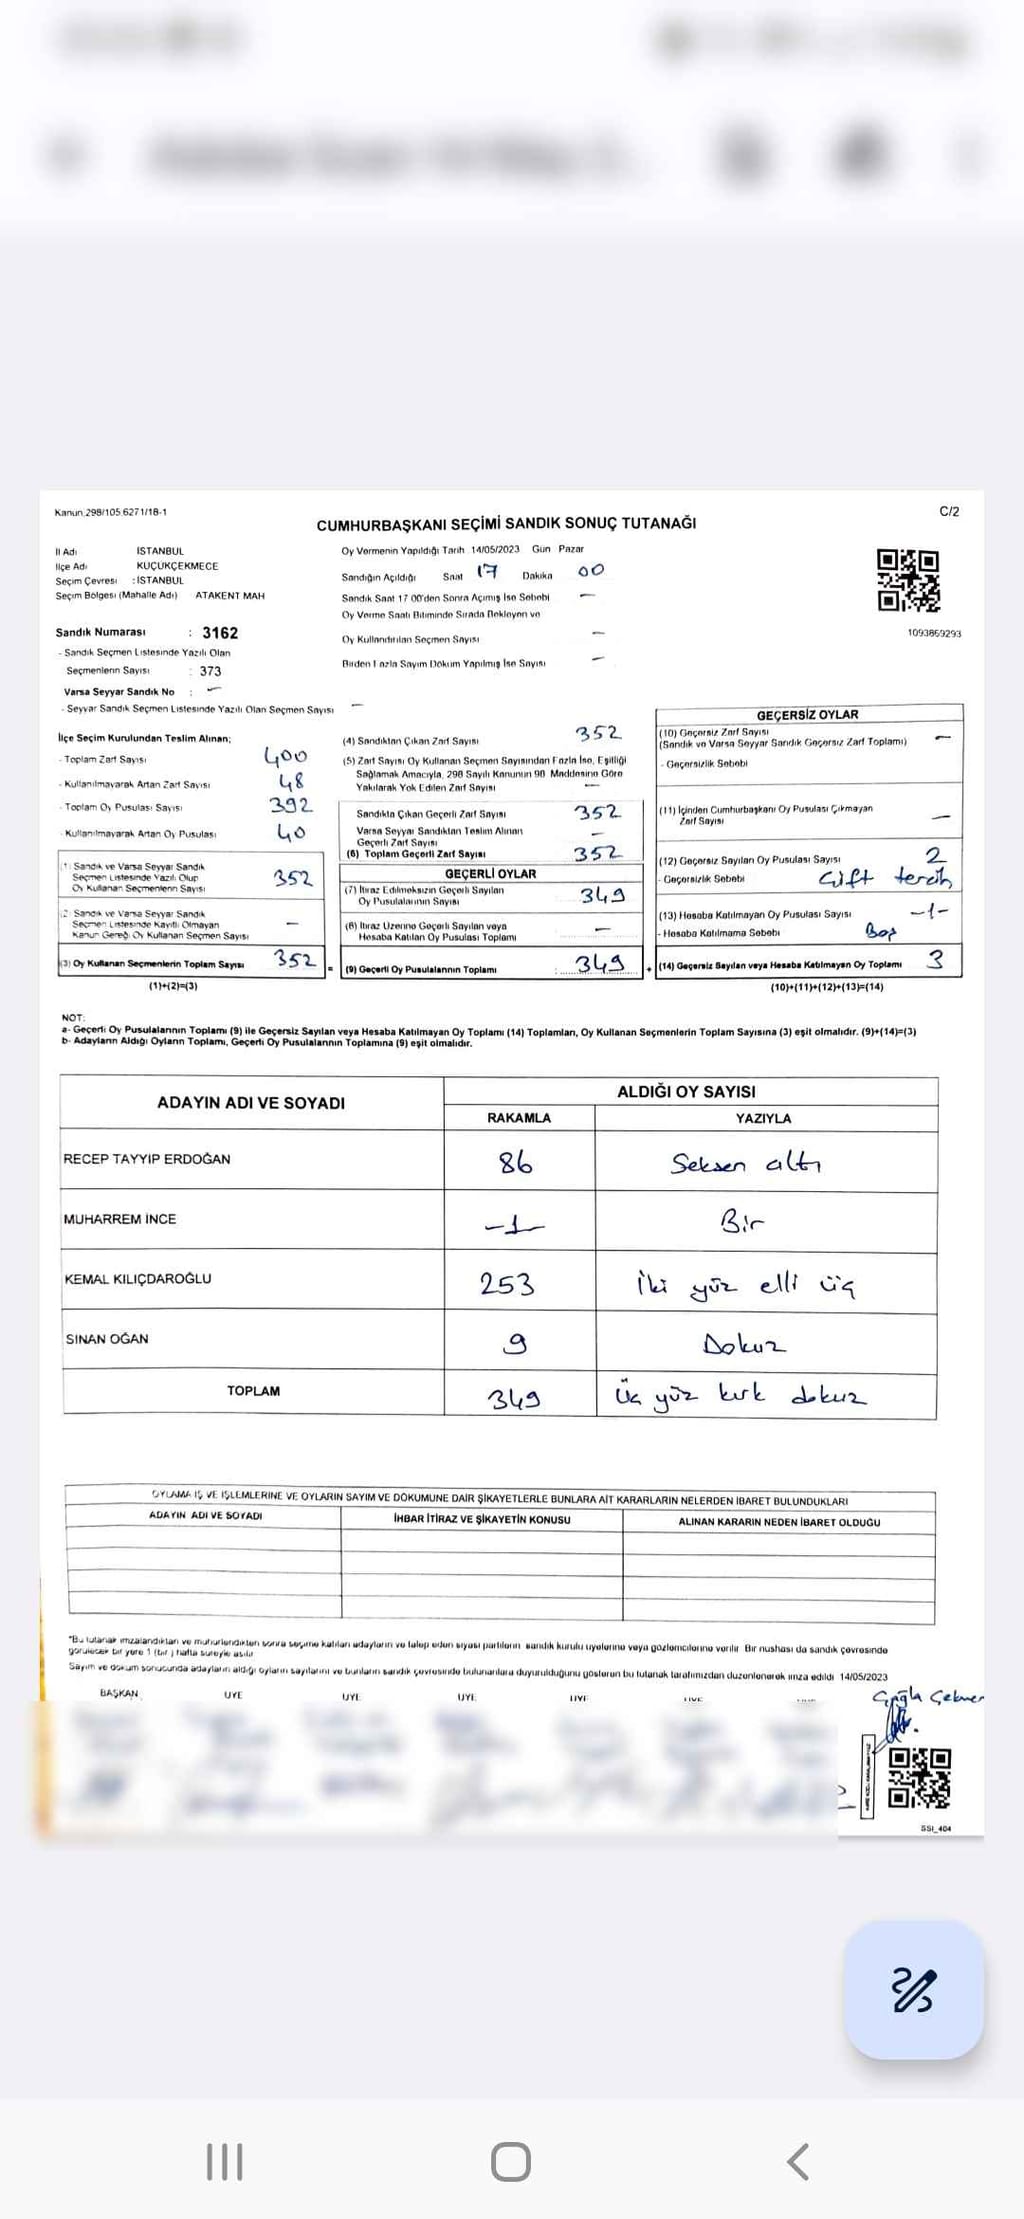 Kanun:298/105 6271/18-1
C/2
CUMHURBAŞKANI SEÇİMİ SANDIK SONUÇ TUTANAĞI
İl Adı İSTANBUL
İlçe Adı KÜÇÜKÇEKMECE
Seçim Çevresi : İSTANBUL
Seçim Bölgesi (Mahalle Adı) ATAKENT MAH
Sandık Numarası : 3162
- Sandık Seçmen Listesinde Yazılı Olan
Seçmenlerin Sayısı : 373
Varsa Seyyar Sandık No : —
- Seyyar Sandık Seçmen Listesinde Yazılı Olan Seçmen Sayısı —
Oy Vermenin Yapıldığı Tarih 14/05/2023 Gün Pazar
Sandığın Açıldığı Saat 17 Dakika 00
Sandık Saat 17 00'den Sonra Açılmış İse Sebebi —
Oy Verme Saati Bitiminde Sırada Bekleyen ve
Oy Kullandırılan Seçmen Sayısı —
Birden Fazla Sayım Döküm Yapılmış İse Sayısı —
1093869293
İlçe Seçim Kurulundan Teslim Alınan;
- Toplam Zarf Sayısı 400
- Kullanılmayarak Artan Zarf Sayısı 48
- Toplam Oy Pusulası Sayısı 392
- Kullanılmayarak Artan Oy Pusulası 40
(1) Sandık ve Varsa Seyyar Sandık
Seçmen Listesinde Yazılı Olup
Oy Kullanan Seçmenlerin Sayısı 352
(2) Sandık ve Varsa Seyyar Sandık
Seçmen Listesinde Kayıtlı Olmayan
Kanun Gereği Oy Kullanan Seçmen Sayısı —
(3) Oy Kullanan Seçmenlerin Toplam Sayısı 352 =
(1)+(2)=(3)
(4) Sandıktan Çıkan Zarf Sayısı 352
(5) Zarf Sayısı Oy Kullanan Seçmen Sayısından Fazla İse, Eşitliği
Sağlamak Amacıyla, 298 Sayılı Kanunun 98 Maddesine Göre
Yakılarak Yok Edilen Zarf Sayısı —
Sandıkta Çıkan Geçerli Zarf Sayısı 352
Varsa Seyyar Sandıktan Teslim Alınan
Geçerli Zarf Sayısı —
(6) Toplam Geçerli Zarf Sayısı 352
GEÇERLİ OYLAR
(7) İtiraz Edilmeksizin Geçerli Sayılan
Oy Pusulalarının Sayısı 349
(8) İtiraz Üzerine Geçerli Sayılan veya
Hesaba Katılan Oy Pusulası Toplamı —
(9) Geçerli Oy Pusulalarının Toplamı : 349 +
GEÇERSİZ OYLAR
(10) Geçersiz Zarf Sayısı —
(Sandık ve Varsa Seyyar Sandık Geçersiz Zarf Toplamı)
- Geçersizlik Sebebi
(11) İçinden Cumhurbaşkanı Oy Pusulası Çıkmayan
Zarf Sayısı —
(12) Geçersiz Sayılan Oy Pusulası Sayısı 2
- Geçersizlik Sebebi Çift tercih
(13) Hesaba Katılmayan Oy Pusulası Sayısı -1-
- Hesaba Katılmama Sebebi Boş
(14) Geçersiz Sayılan veya Hesaba Katılmayan Oy Toplamı 3
(10)+(11)+(12)+(13)=(14)
NOT:
a- Geçerli Oy Pusulalarının Toplamı (9) ile Geçersiz Sayılan veya Hesaba Katılmayan Oy Toplamı (14) Toplamları, Oy Kullanan Seçmenlerin Toplam Sayısına (3) eşit olmalıdır. (9)+(14)=(3)
b- Adayların Aldığı Oyların Toplamı, Geçerli Oy Pusulalarının Toplamına (9) eşit olmalıdır.
ADAYIN ADI VE SOYADI
ALDIĞI OY SAYISI
RAKAMLA YAZIYLA
RECEP TAYYIP ERDOĞAN 86 Seksen altı
MUHARREM İNCE -1- Bir
KEMAL KILIÇDAROĞLU 253 İki yüz elli üç
SİNAN OĞAN 9 Dokuz
TOPLAM 349 Üç yüz kırk dokuz
OYLAMA İŞ VE İŞLEMLERİNE VE OYLARIN SAYIM VE DÖKÜMÜNE DAİR ŞİKAYETLERLE BUNLARA AİT KARARLARIN NELERDEN İBARET BULUNDUKLARI
ADAYIN ADI VE SOYADI İHBAR İTİRAZ VE ŞİKAYETİN KONUSU ALINAN KARARIN NEDEN İBARET OLDUĞU
*Bu tutanak imzalandıktan ve mühürlendikten sonra seçime katılan adayların ve talep eden siyasi partilerin sandık kurulu üyelerine veya gözlemcilerine verilir Bir nüshası da sandık çevresinde
görülecek bir yere 1 (bir) hafta süreyle asılır
Sayım ve döküm sonucunda adayların aldığı oyların sayılarını ve bunların sandık çevresinde bulunanlara duyurulduğunu gösteren bu tutanak tarafımızdan düzenlenerek imza edildi 14/05/2023
BAŞKAN ÜYE ÜYE ÜYE ÜYE ÜYE
SSİ_404